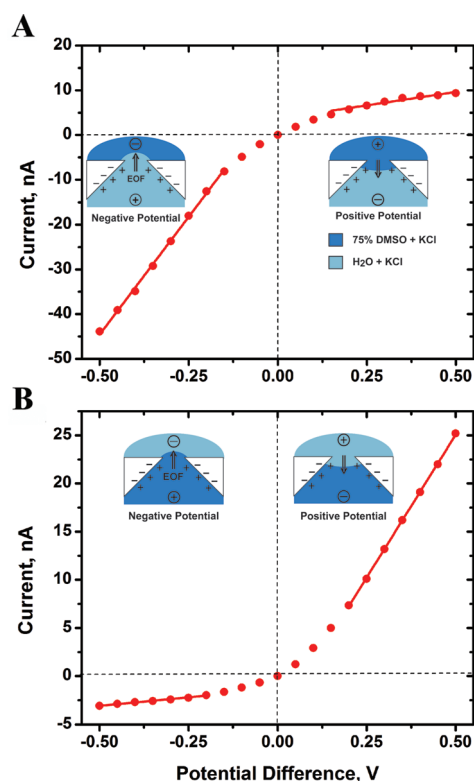 A
20
10
0
-10
-20
-30
-40
-50
Current, nA
-0.50
-0.25
0.00
0.25
0.50
EOF
Negative Potential
Positive Potential
75% DMSO + KCl
H₂O + KCl
B
25
20
15
10
5
0
-5
Current, nA
EOF
Negative Potential
Positive Potential
-0.50
-0.25
0.00
0.25
0.50
Potential Difference, V